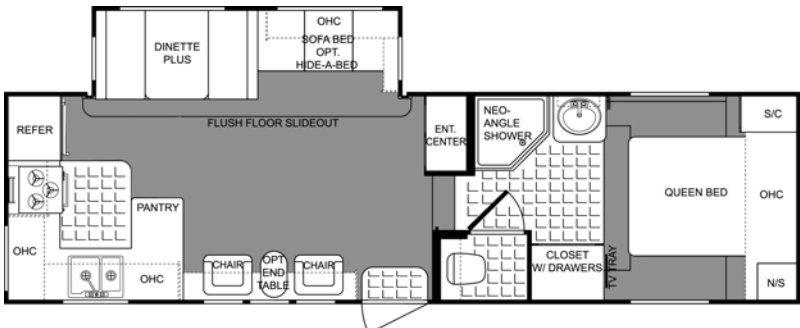 DINETTE
PLUS
OHC
SOFA BED
OPT.
HIDE-A-BED
FLUSH FLOOR SLIDEOUT
REFER
ENT.
CENTER
NEO-
ANGLE
SHOWER
S/C
QUEEN BED
OHC
PANTRY
OHC
OHC
CHAIR
OPT
END
TABLE
CHAIR
CLOSET
W/ DRAWERS
TV TRAY
N/S